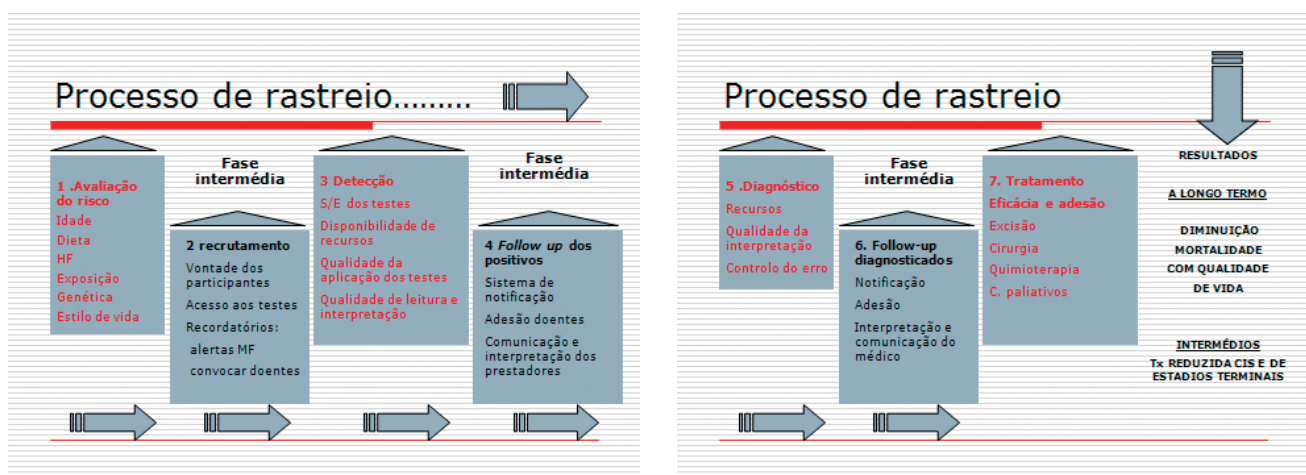 Processo de rastreio.........
1 .Avaliação
do risco
Idade
Dieta
HF
Exposição
Genética
Estilo de vida
Fase
intermédia
2 recrutamento
Vontade dos
participantes
Acesso aos testes
Recordatórios:
alertas MF
convocar doentes
3 Detecção
S/E dos testes
Disponibilidade de
recursos
Qualidade da
aplicação dos testes
Qualidade de leitura e
interpretação
Fase
intermédia
4 Follow up dos
positivos
Sistema de
notificação
Adesão doentes
Comunicação e
interpretação dos
prestadores
Processo de rastreio
5 .Diagnóstico
Recursos
Qualidade da
interpretação
Controlo do erro
Fase
intermédia
6. Follow-up
diagnosticados
Notificação
Adesão
Interpretação e
comunicação do
médico
7. Tratamento
Eficácia e adesão
Excisão
Cirurgia
Quimioterapia
C. paliativos
RESULTADOS
A LONGO TERMO
DIMINUIÇÃO
MORTALIDADE
COM QUALIDADE
DE VIDA
INTERMÉDIOS
Tx REDUZIDA CIS E DE
ESTADIOS TERMINAIS